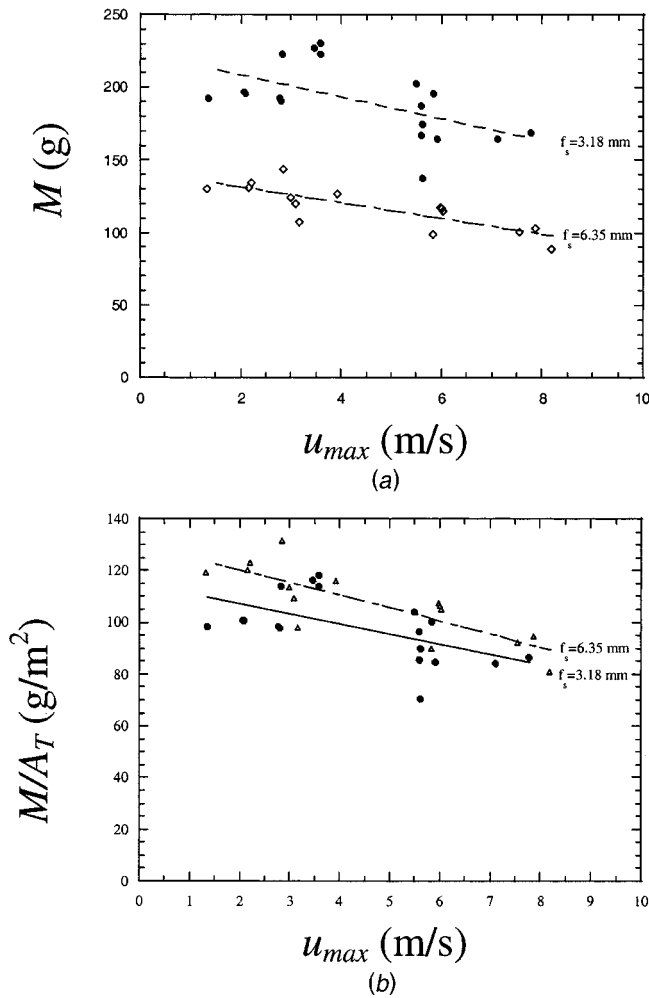 250
200
150
100
50
0
M (g)
f_s=3.18 mm
f_s=6.35 mm
0 2 4 6 8 10
u_max (m/s)
(a)
140
120
100
80
60
40
20
0
M/A_T (g/m²)
f_s=6.35 mm
f_s=3.18 mm
0 1 2 3 4 5 6 7 8 9 10
u_max (m/s)
(b)